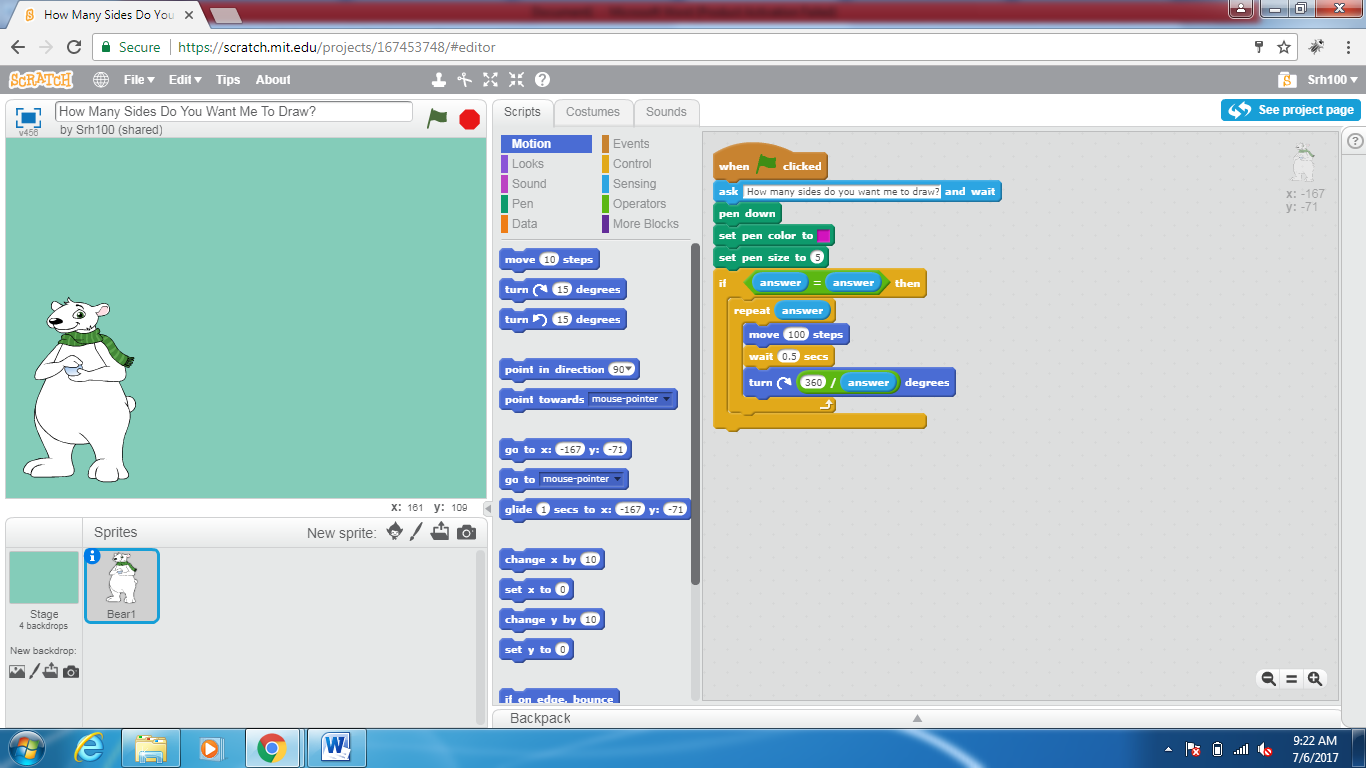 How Many Sides Do You
Secure https://scratch.mit.edu/projects/167453748/#editor
SCRATCH File Edit Tips About Srh100
How Many Sides Do You Want Me To Draw?
by Srh100 (shared)
v456
Scripts Costumes Sounds
See project page
Motion Events
Looks Control
Sound Sensing
Pen Operators
Data More Blocks
move 10 steps
turn 15 degrees
turn 15 degrees
point in direction 90
point towards mouse-pointer
go to x: -167 y: -71
go to mouse-pointer
glide 1 secs to x: -167 y: -71
change x by 10
set x to 0
change y by 10
set y to 0
if on edge, bounce
when clicked
ask How many sides do you want me to draw? and wait
pen down
set pen color to
set pen size to 5
if answer = answer then
repeat answer
move 100 steps
wait 0.5 secs
turn 360 / answer degrees
x: -167
y: -71
x: 161 y: 109
Sprites New sprite:
Stage
4 backdrops
New backdrop:
Bear1
Backpack
9:22 AM
7/6/2017